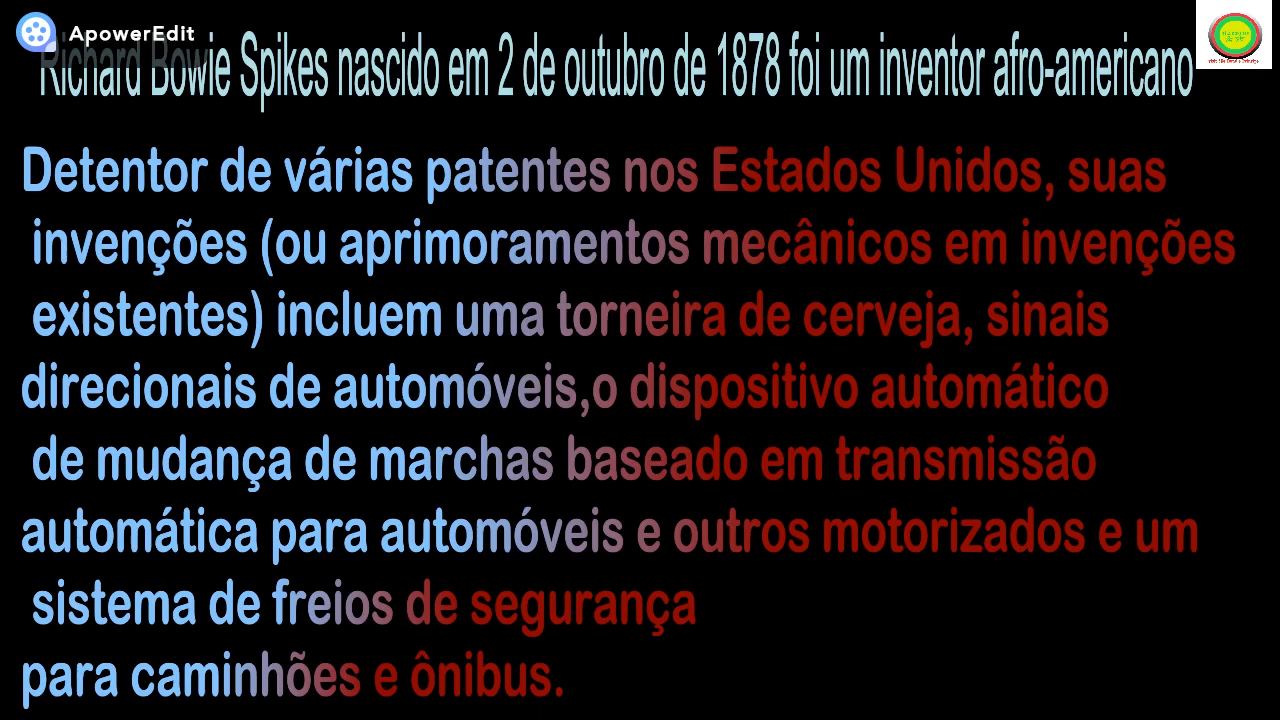 ApowerEdit
Richard Bowie Spikes nascido em 2 de outubro de 1878 foi um inventor afro-americano
Detentor de várias patentes nos Estados Unidos, suas
invenções (ou aprimoramentos mecânicos em invenções
existentes) incluem uma torneira de cerveja, sinais
direcionais de automóveis,o dispositivo automático
de mudança de marchas baseado em transmissão
automática para automóveis e outros motorizados e um
sistema de freios de segurança
para caminhões e ônibus.